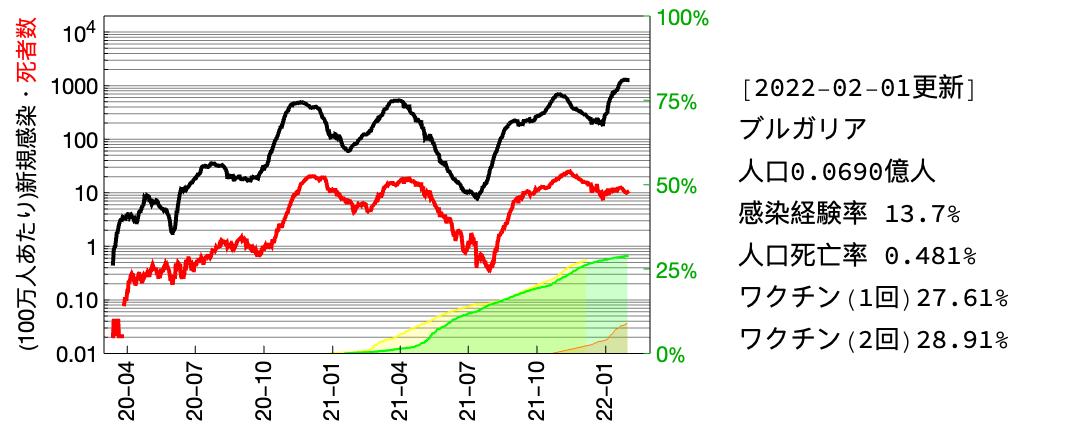 (100万人あたり)新規感染・死者数
10^4
1000
100
10
1
0.10
0.01
100%
75%
50%
25%
0%
20-04
20-07
20-10
21-01
21-04
21-07
21-10
22-01
[2022-02-01更新]
ブルガリア
人口0.0690億人
感染経験率 13.7%
人口死亡率 0.481%
ワクチン(1回)27.61%
ワクチン(2回)28.91%